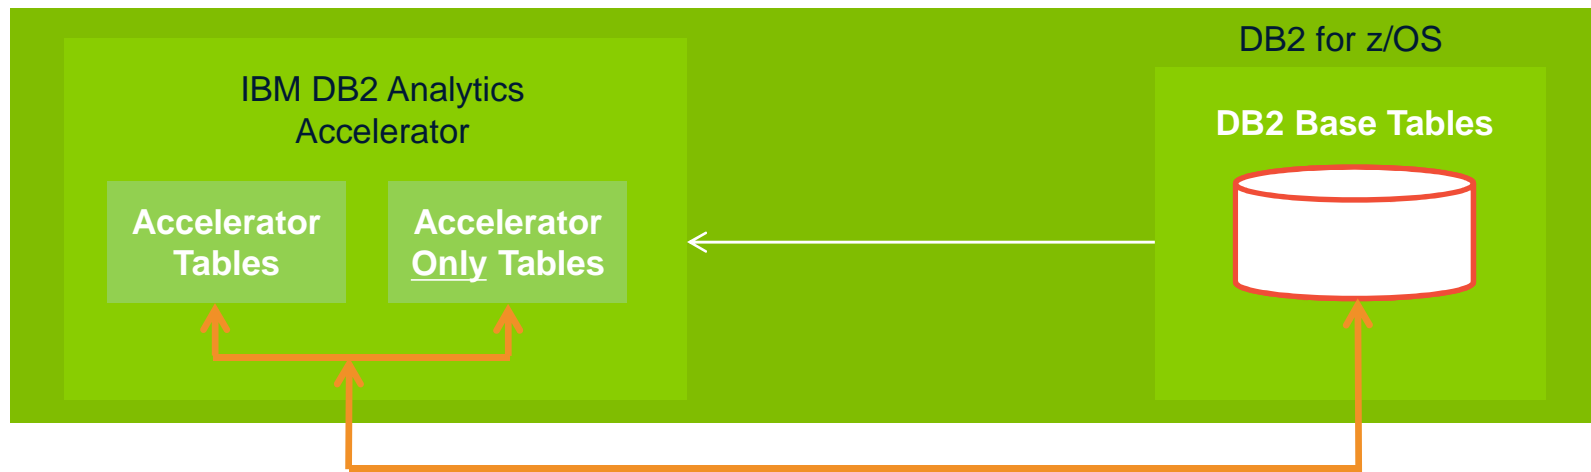 IBM DB2 Analytics
Accelerator
Accelerator
Tables
Accelerator
Only Tables
DB2 for z/OS
DB2 Base Tables